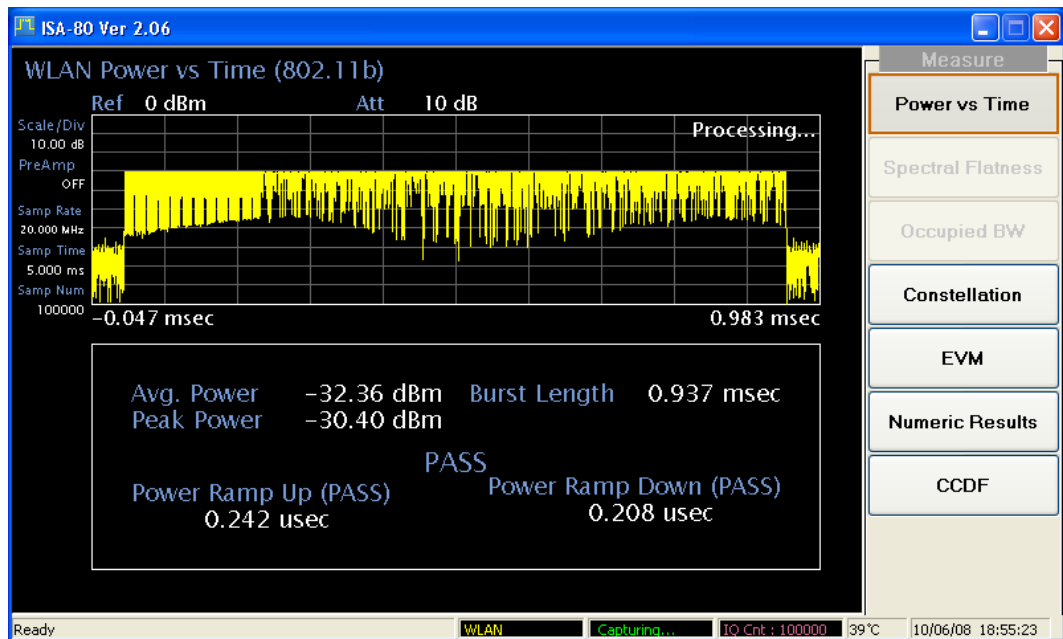 ISA-80 Ver 2.06
WLAN Power vs Time (802.11b)
Ref 0 dBm Att 10 dB
Scale/Div
10.00 dB
PreAmp
OFF
Samp Rate
20.000 MHz
Samp Time
5.000 ms
Samp Num
100000
Processing...
-0.047 msec 0.983 msec
Avg. Power -32.36 dBm Burst Length 0.937 msec
Peak Power -30.40 dBm
PASS
Power Ramp Up (PASS) Power Ramp Down (PASS)
0.242 usec 0.208 usec
Measure
Power vs Time
Spectral Flatness
Occupied BW
Constellation
EVM
Numeric Results
CCDF
Ready WLAN Capturing... IQ Cnt : 100000 39℃ 10/06/08 18:55:23